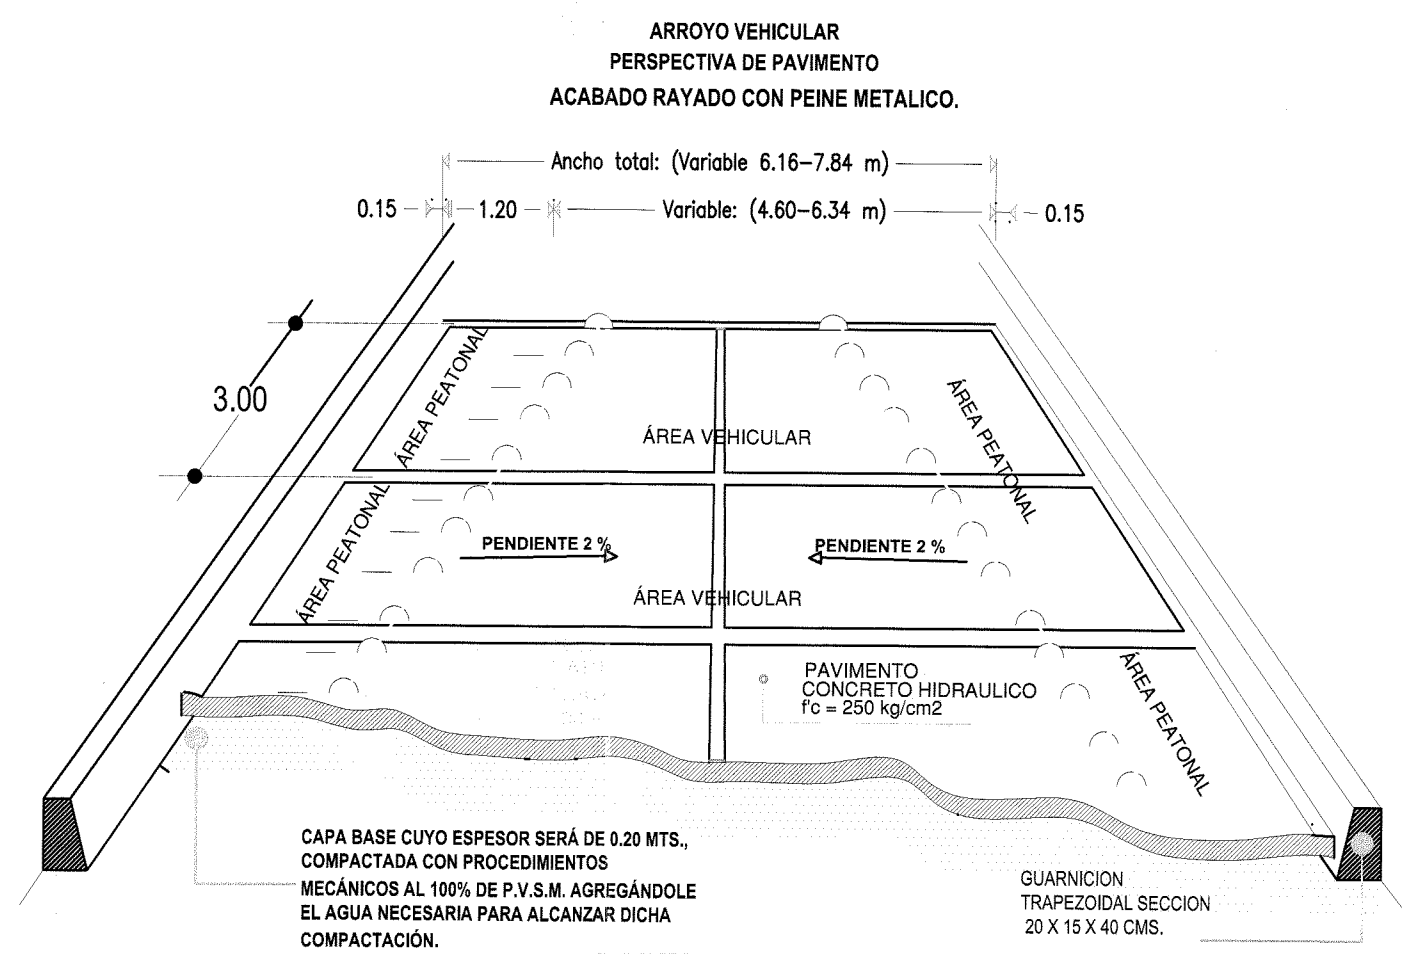 ARROYO VEHICULAR
PERSPECTIVA DE PAVIMENTO
ACABADO RAYADO CON PEINE METALICO.
Ancho total: (Variable 6.16-7.84 m)
0.15
1.20
Variable: (4.60-6.34 m)
0.15
3.00
ÁREA PEATONAL
ÁREA VEHICULAR
ÁREA PEATONAL
ÁREA PEATONAL
PENDIENTE 2 %
PENDIENTE 2 %
ÁREA VEHICULAR
PAVIMENTO
CONCRETO HIDRAULICO
f'c = 250 kg/cm2
ÁREA PEATONAL
CAPA BASE CUYO ESPESOR SERÁ DE 0.20 MTS.,
COMPACTADA CON PROCEDIMIENTOS
MECÁNICOS AL 100% DE P.V.S.M. AGREGÁNDOLE
EL AGUA NECESARIA PARA ALCANZAR DICHA
COMPACTACIÓN.
GUARNICION
TRAPEZOIDAL SECCION
20 X 15 X 40 CMS.